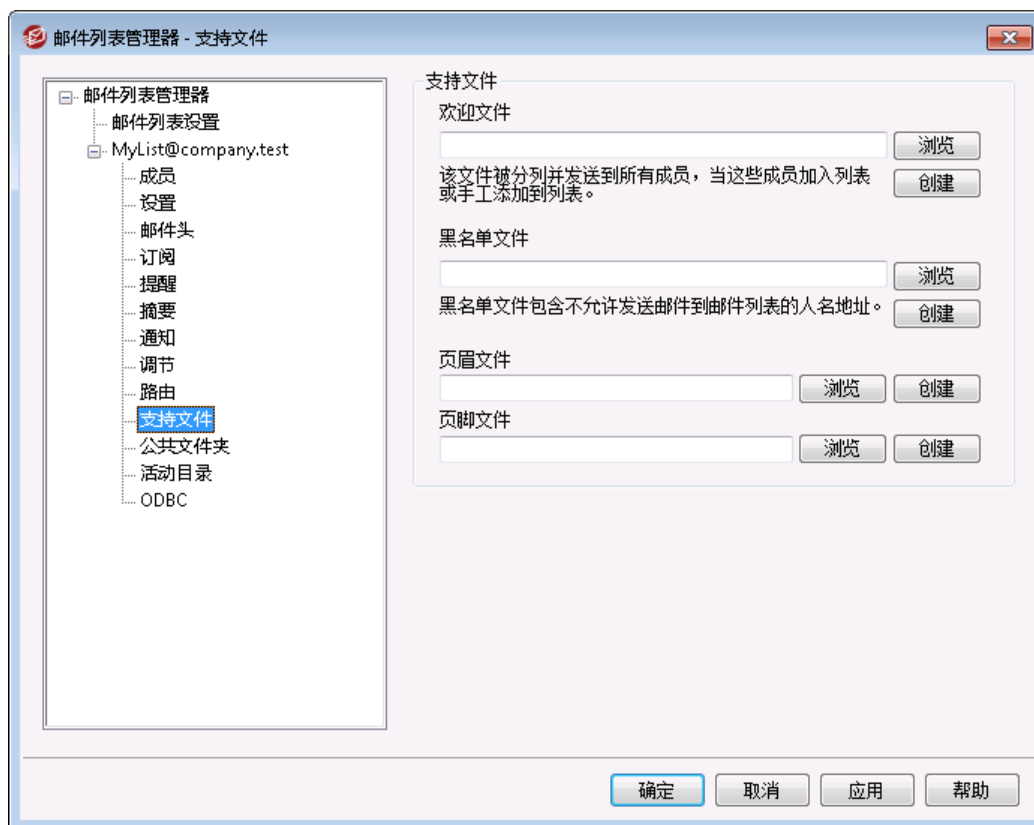 邮件列表管理器 - 支持文件
邮件列表管理器
邮件列表设置
MyList@company.test
成员
设置
邮件头
订阅
提醒
摘要
通知
调节
路由
支持文件
公共文件夹
活动目录
ODBC
支持文件
欢迎文件
浏览
该文件被分列并发送到所有成员，当这些成员加入列表
或手工添加到列表。
创建
黑名单文件
浏览
黑名单文件包含不允许发送邮件到邮件列表的人名地址。
创建
页眉文件
浏览 创建
页脚文件
浏览 创建
确定 取消 应用 帮助